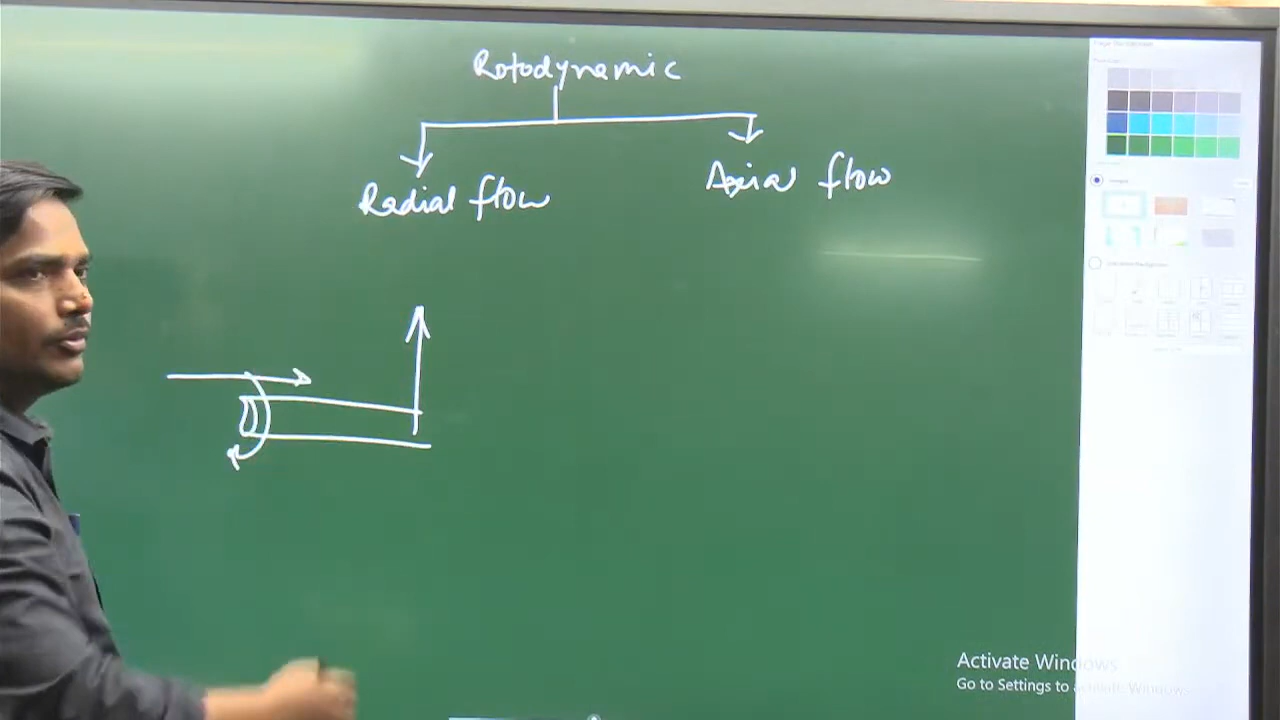 Rotodynamic
Radial flow
Axial flow
Activate Windows
Go to Settings to activate Windows.